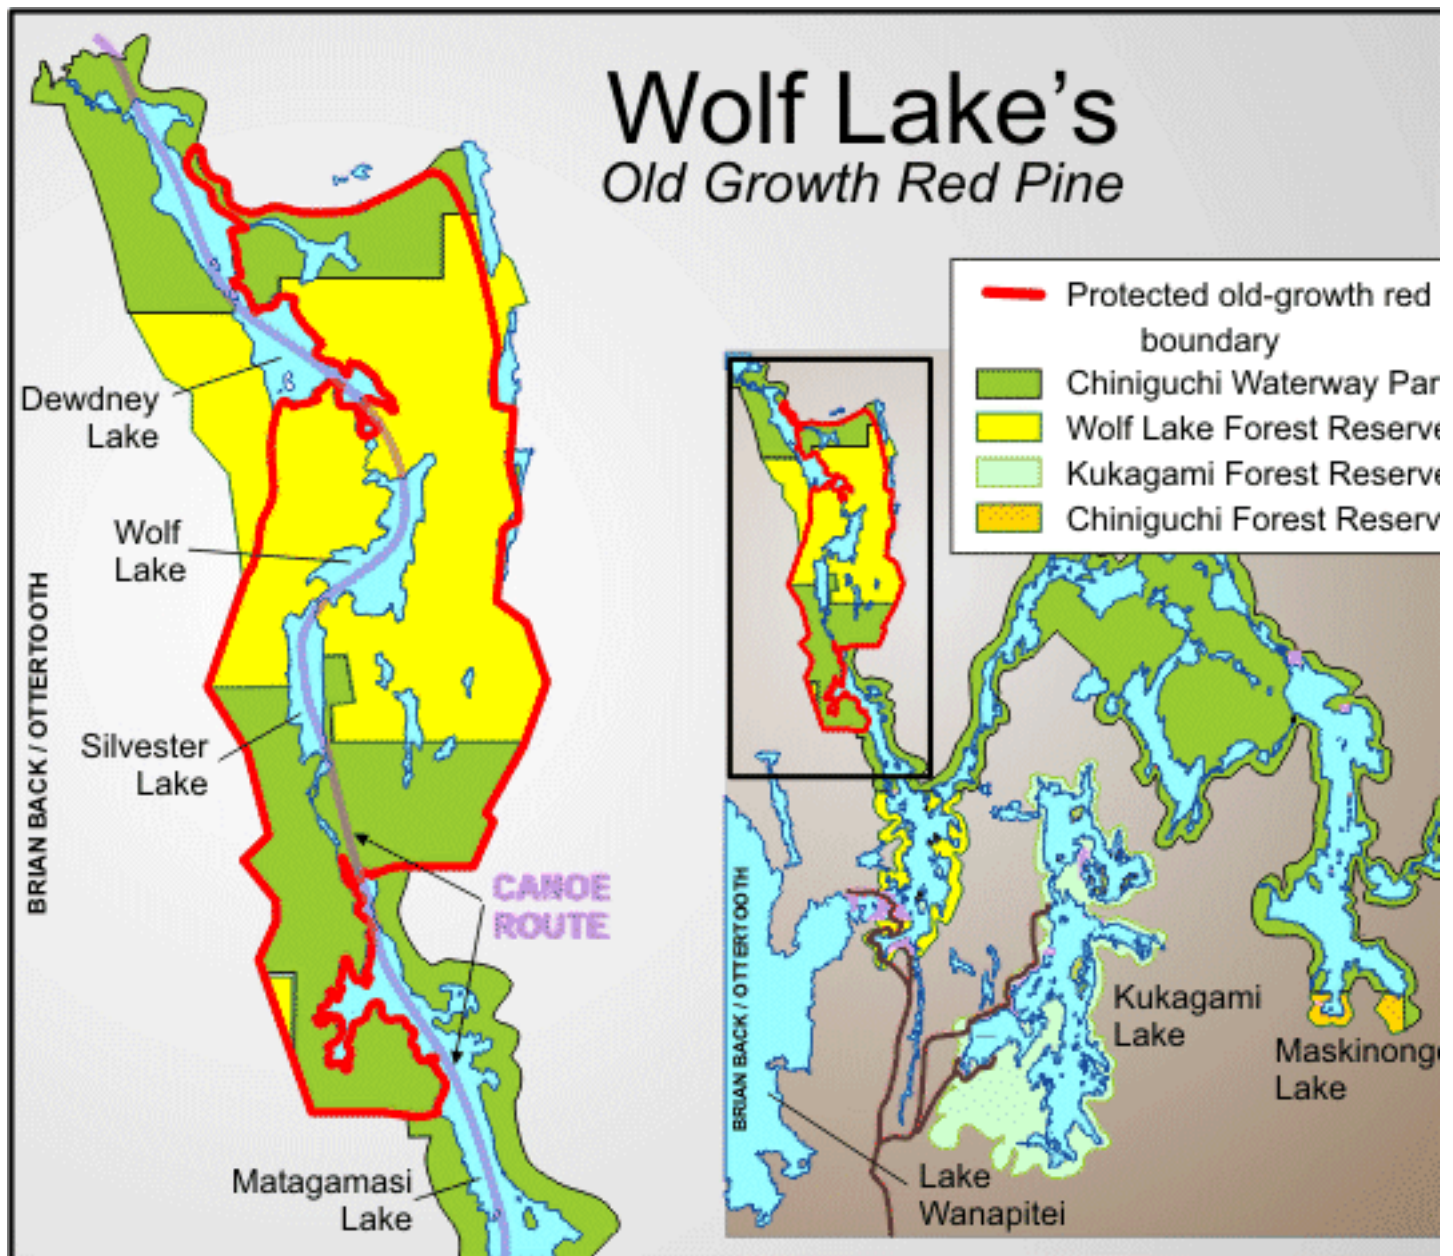 Wolf Lake's
Old Growth Red Pine
Protected old-growth red
boundary
Chiniguchi Waterway Par
Wolf Lake Forest Reserve
Kukagami Forest Reserve
Chiniguchi Forest Reserv
Dewdney
Lake
Wolf
Lake
Silvester
Lake
CANOE
ROUTE
Matagamasi
Lake
BRIAN BACK / OTTERTOOTH
BRIAN BACK / OTTERTOOTH
Kukagami
Lake
Maskinong
Lake
Lake
Wanapitei